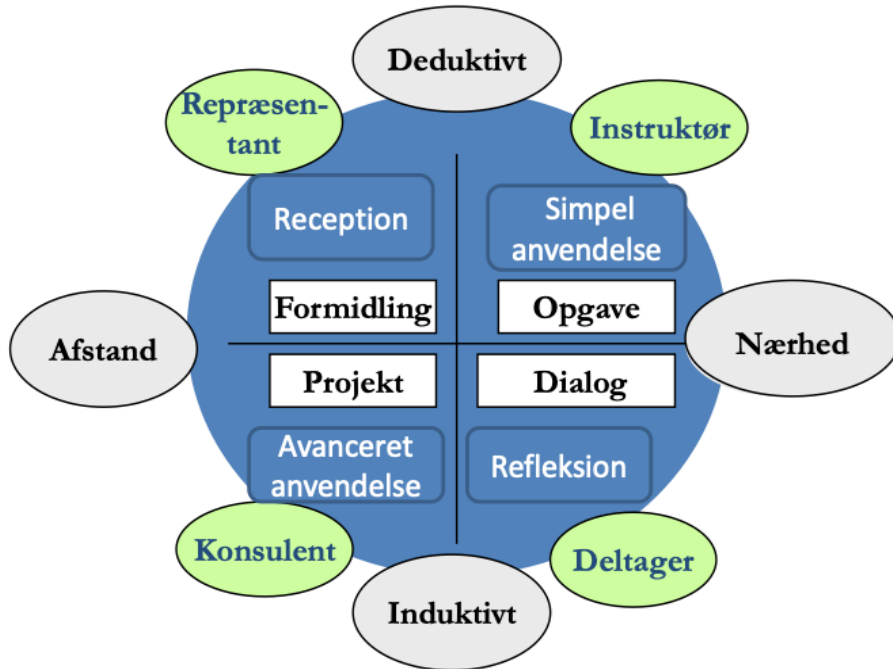 Deduktivt
Repræsen-
tant
Instruktør
Reception
Simpel
anvendelse
Formidling
Opgave
Afstand
Nærhed
Projekt
Dialog
Avanceret
anvendelse
Refleksion
Konsulent
Deltager
Induktivt